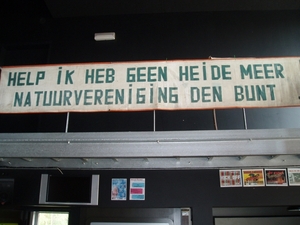 HELP iK HEB GEEN HEIDE MEER
NATUURVERENiGiNG DEN BUNT